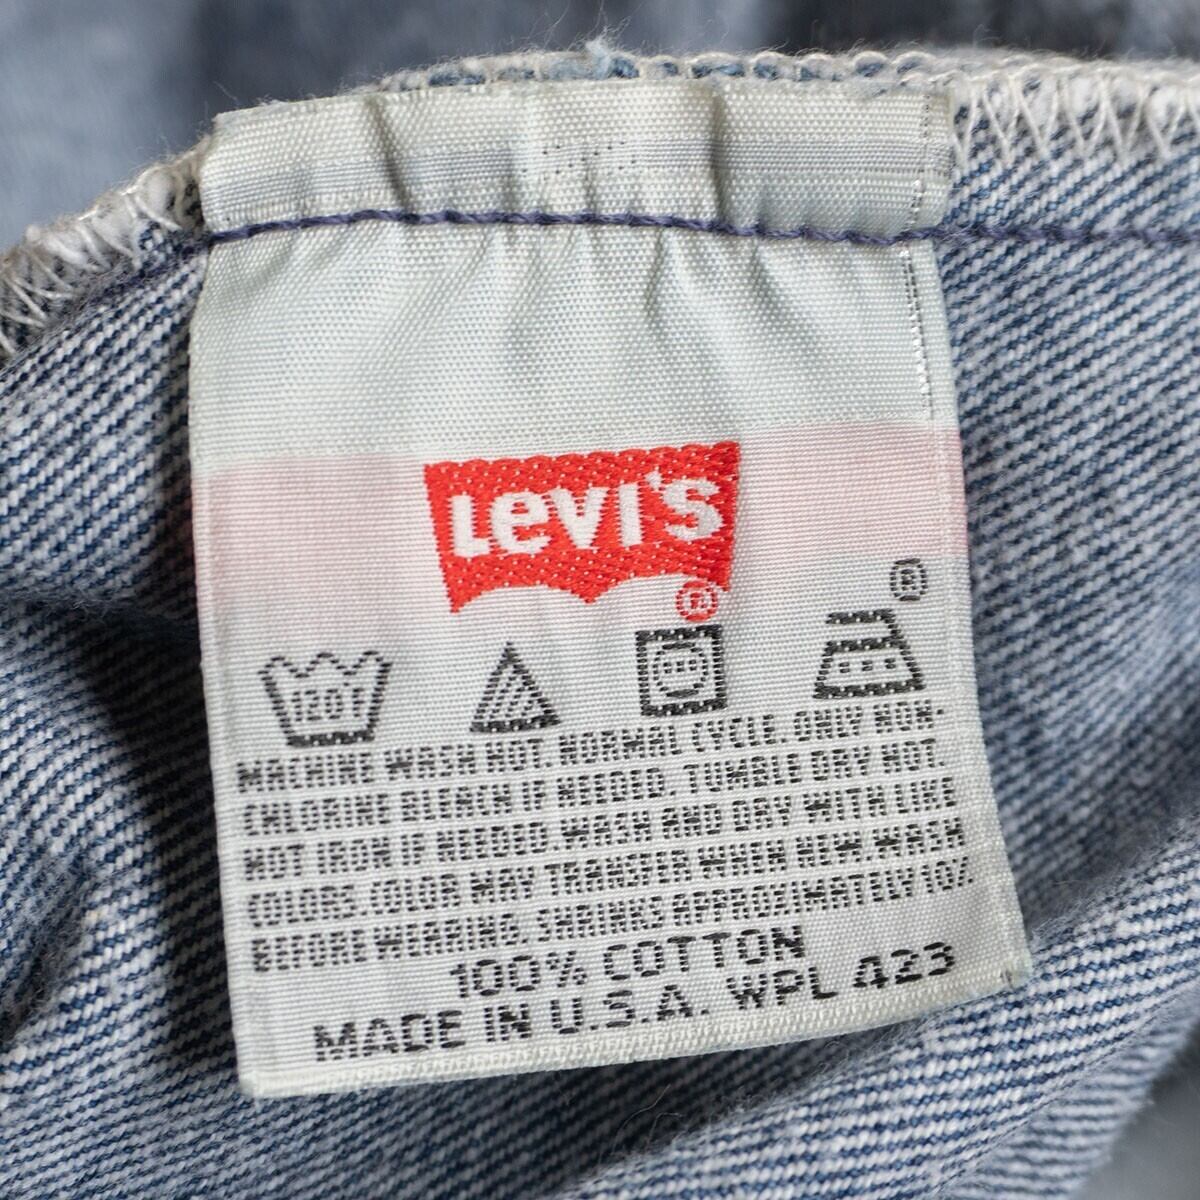 Levi's
®
®
120°F
MACHINE WASH HOT. NORMAL CYCLE. ONLY NON-
CHLORINE BLEACH IF NEEDED. TUMBLE DRY HOT.
HOT IRON IF NEEDED. WASH AND DRY WITH LIKE
COLORS. COLOR MAY TRANSFER WHEN NEW. WASH
BEFORE WEARING. SHRINKS APPROXIMATELY 10%
100% COTTON
MADE IN U.S.A. WPL 423